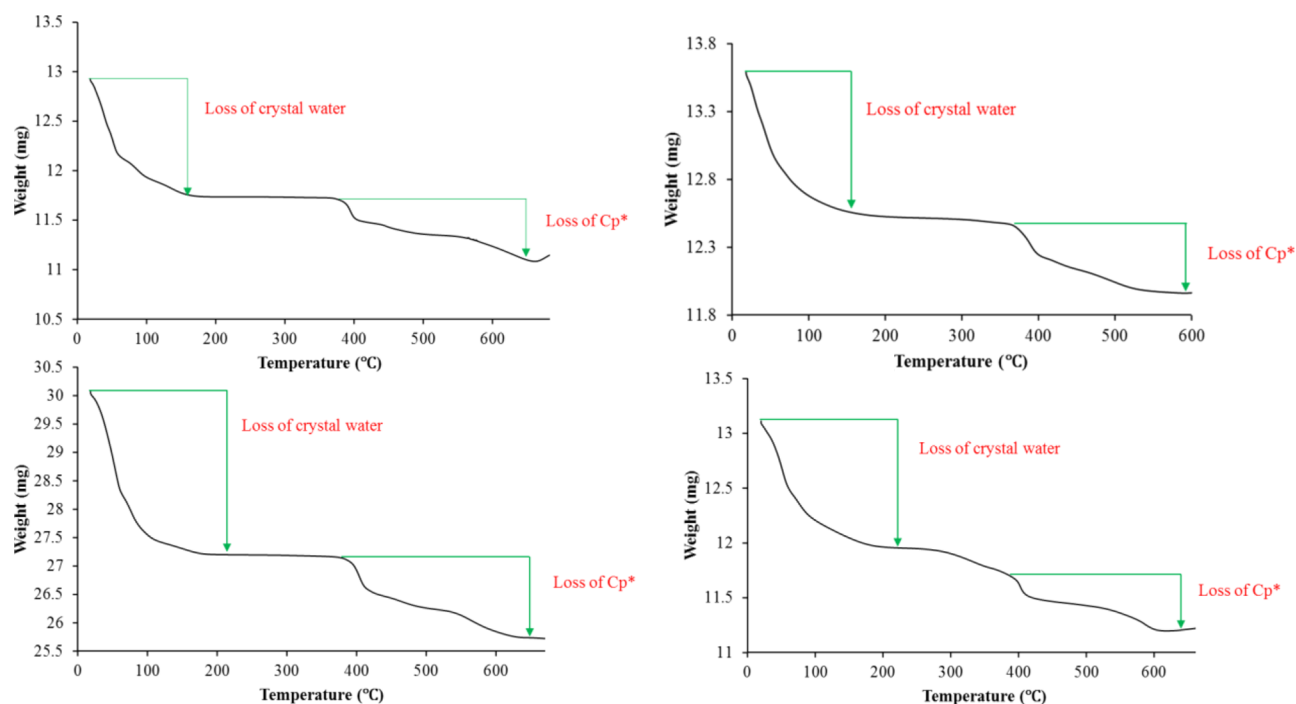 13.5
13
12.5
12
11.5
11
10.5
Weight (mg)
Loss of crystal water
Loss of Cp*
0 100 200 300 400 500 600
Temperature (℃)
13.8
13.3
12.8
12.3
11.8
Weight (mg)
Loss of crystal water
Loss of Cp*
0 100 200 300 400 500 600
Temperature (℃)
30.5
30
29.5
29
28.5
28
27.5
27
26.5
26
25.5
Weight (mg)
Loss of crystal water
Loss of Cp*
0 100 200 300 400 500 600
Temperature (℃)
13.5
13
12.5
12
11.5
11
Weight (mg)
Loss of crystal water
Loss of Cp*
0 100 200 300 400 500 600
Temperature (℃)